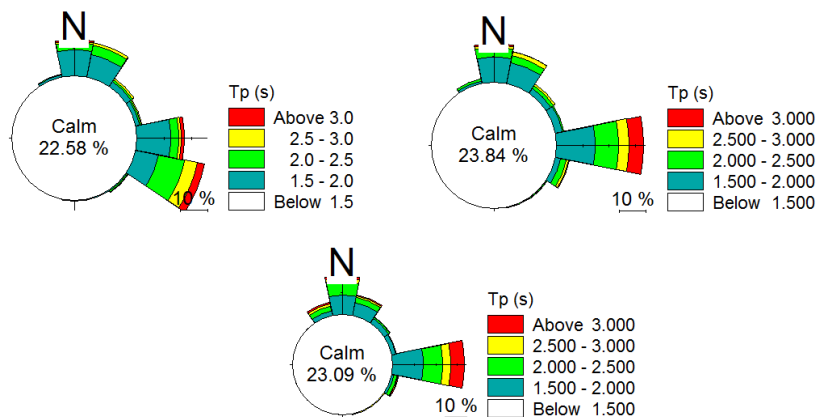 N
Calm
22.58 %
10 %
Tp (s)
Above 3.0
2.5 - 3.0
2.0 - 2.5
1.5 - 2.0
Below 1.5
N
Calm
23.84 %
10 %
Tp (s)
Above 3.000
2.500 - 3.000
2.000 - 2.500
1.500 - 2.000
Below 1.500
N
Calm
23.09 %
10 %
Tp (s)
Above 3.000
2.500 - 3.000
2.000 - 2.500
1.500 - 2.000
Below 1.500